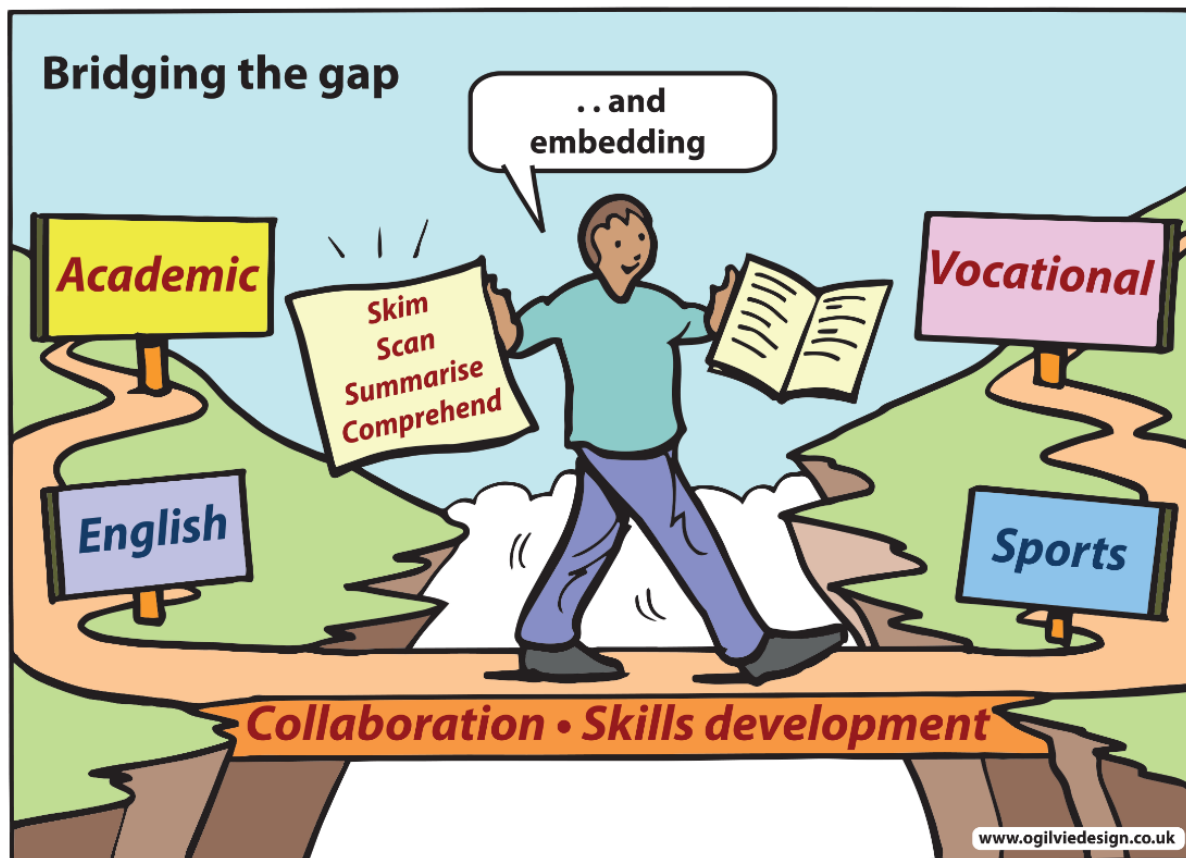 Bridging the gap
. . and
embedding
Academic
Skim
Scan
Summarise
Comprehend
Vocational
English
Sports
Collaboration • Skills development
www.ogilviedesign.co.uk